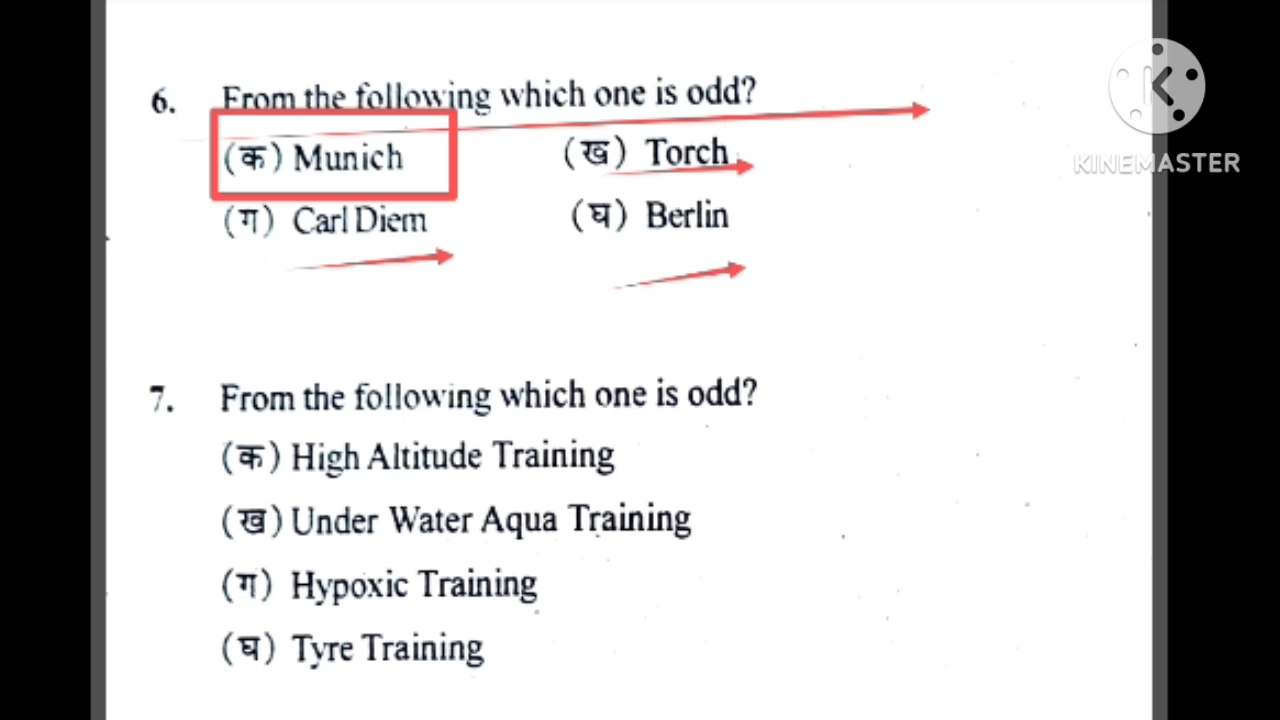 6. From the following which one is odd?
(क) Munich (ख) Torch
(ग) Carl Diem (घ) Berlin
7. From the following which one is odd?
(क) High Altitude Training
(ख) Under Water Aqua Training
(ग) Hypoxic Training
(घ) Tyre Training
KINEMASTER